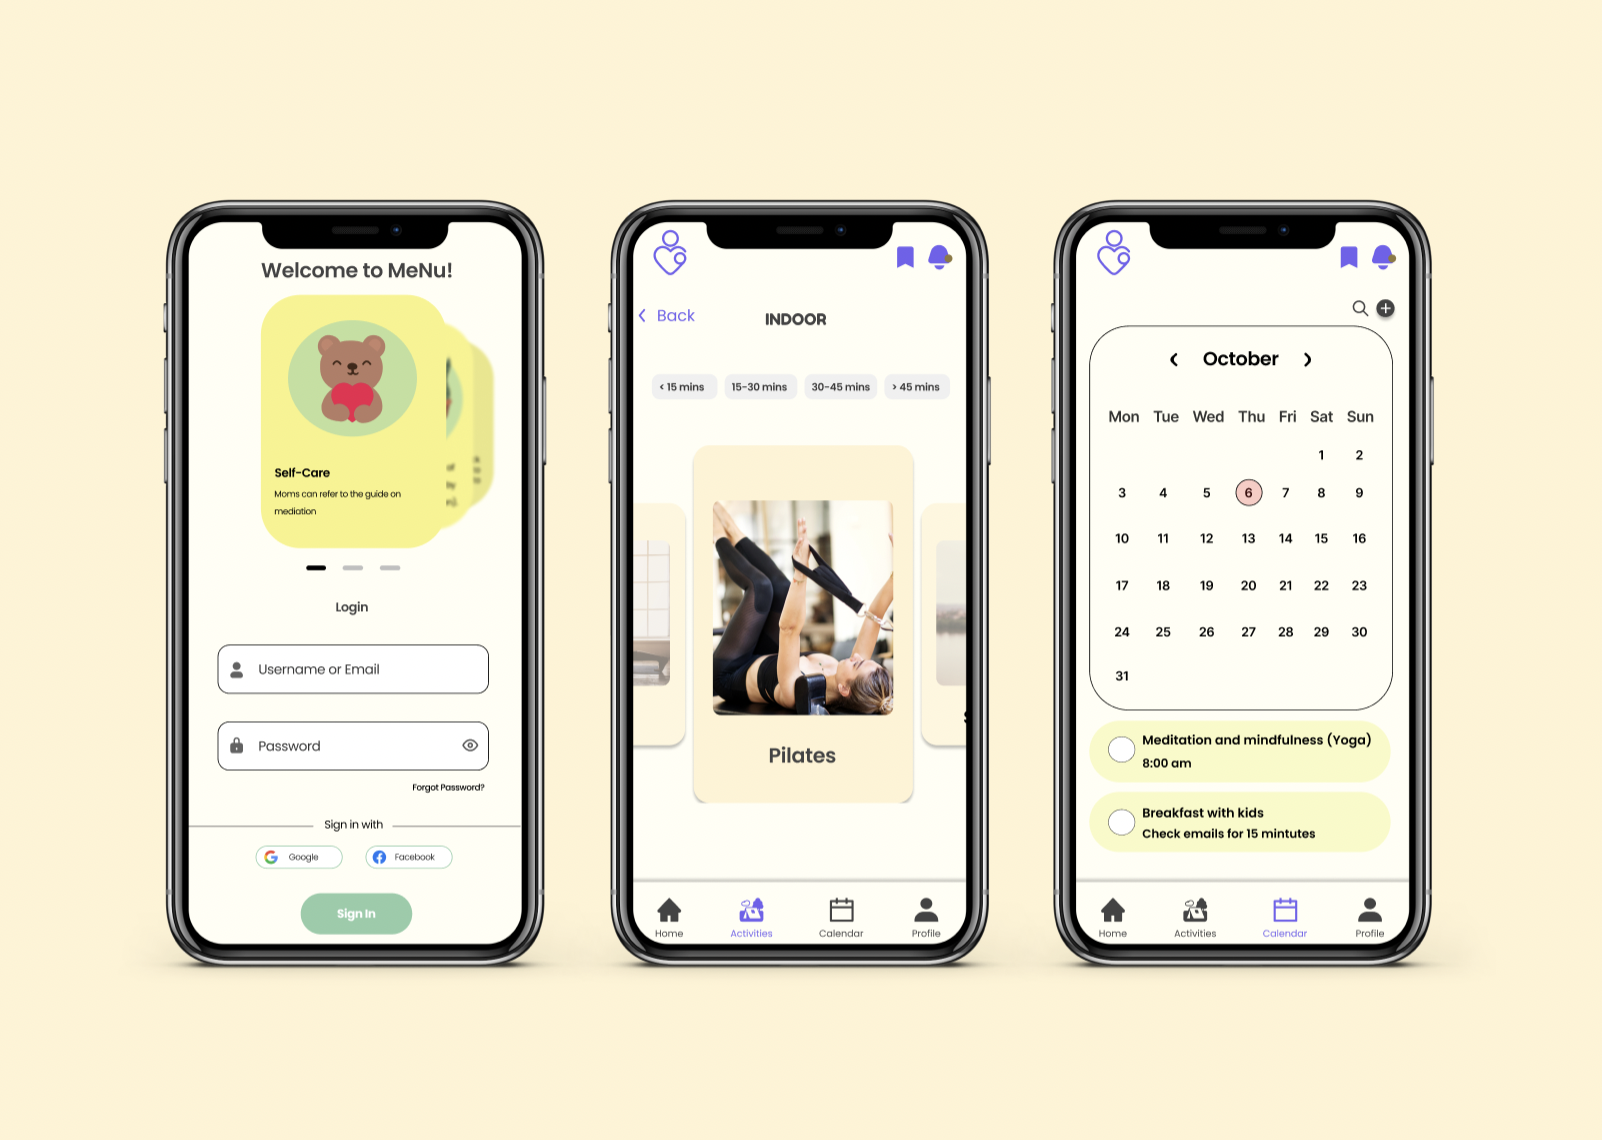 Welcome to MeNu!
Self-Care
Moms can refer to the guide on
mediation
Login
Username or Email
Password
Forgot Password?
Sign in with
Google
Facebook
Sign In
Back
INDOOR
< 15 mins
15-30 mins
30-45 mins
> 45 mins
Pilates
Home
Activities
Calendar
Profile
October
Mon Tue Wed Thu Fri Sat Sun
1 2
3 4 5 6 7 8 9
10 11 12 13 14 15 16
17 18 19 20 21 22 23
24 25 26 27 28 29 30
31
Meditation and mindfulness (Yoga)
8:00 am
Breakfast with kids
Check emails for 15 mintutes
Home
Activities
Calendar
Profile